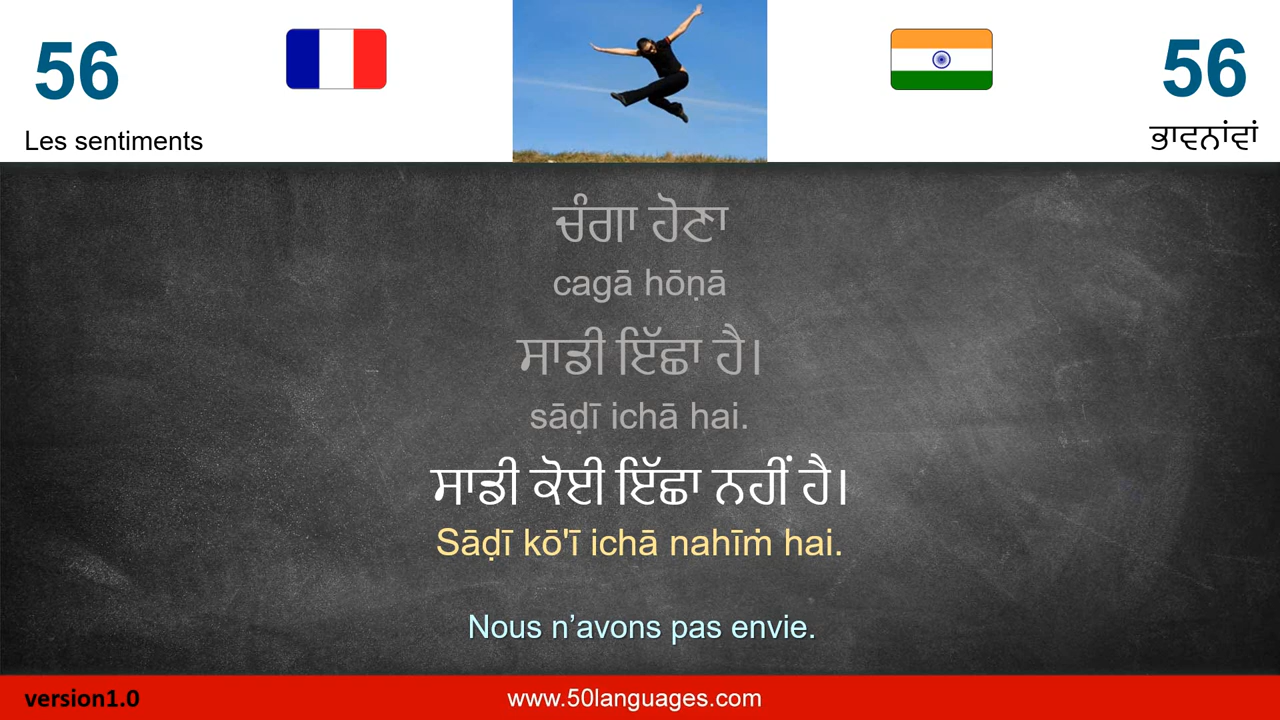 56
56
Les sentiments
ਭਾਵਨਾਂਵਾਂ
ਚੰਗਾ ਹੋਣਾ
cagā hōṇā
ਸਾਡੀ ਇੱਛਾ ਹੈ।
sāḍī ichā hai.
ਸਾਡੀ ਕੋਈ ਇੱਛਾ ਨਹੀਂ ਹੈ।
Sāḍī kō'ī ichā nahīṁ hai.
Nous n’avons pas envie.
version1.0
www.50languages.com